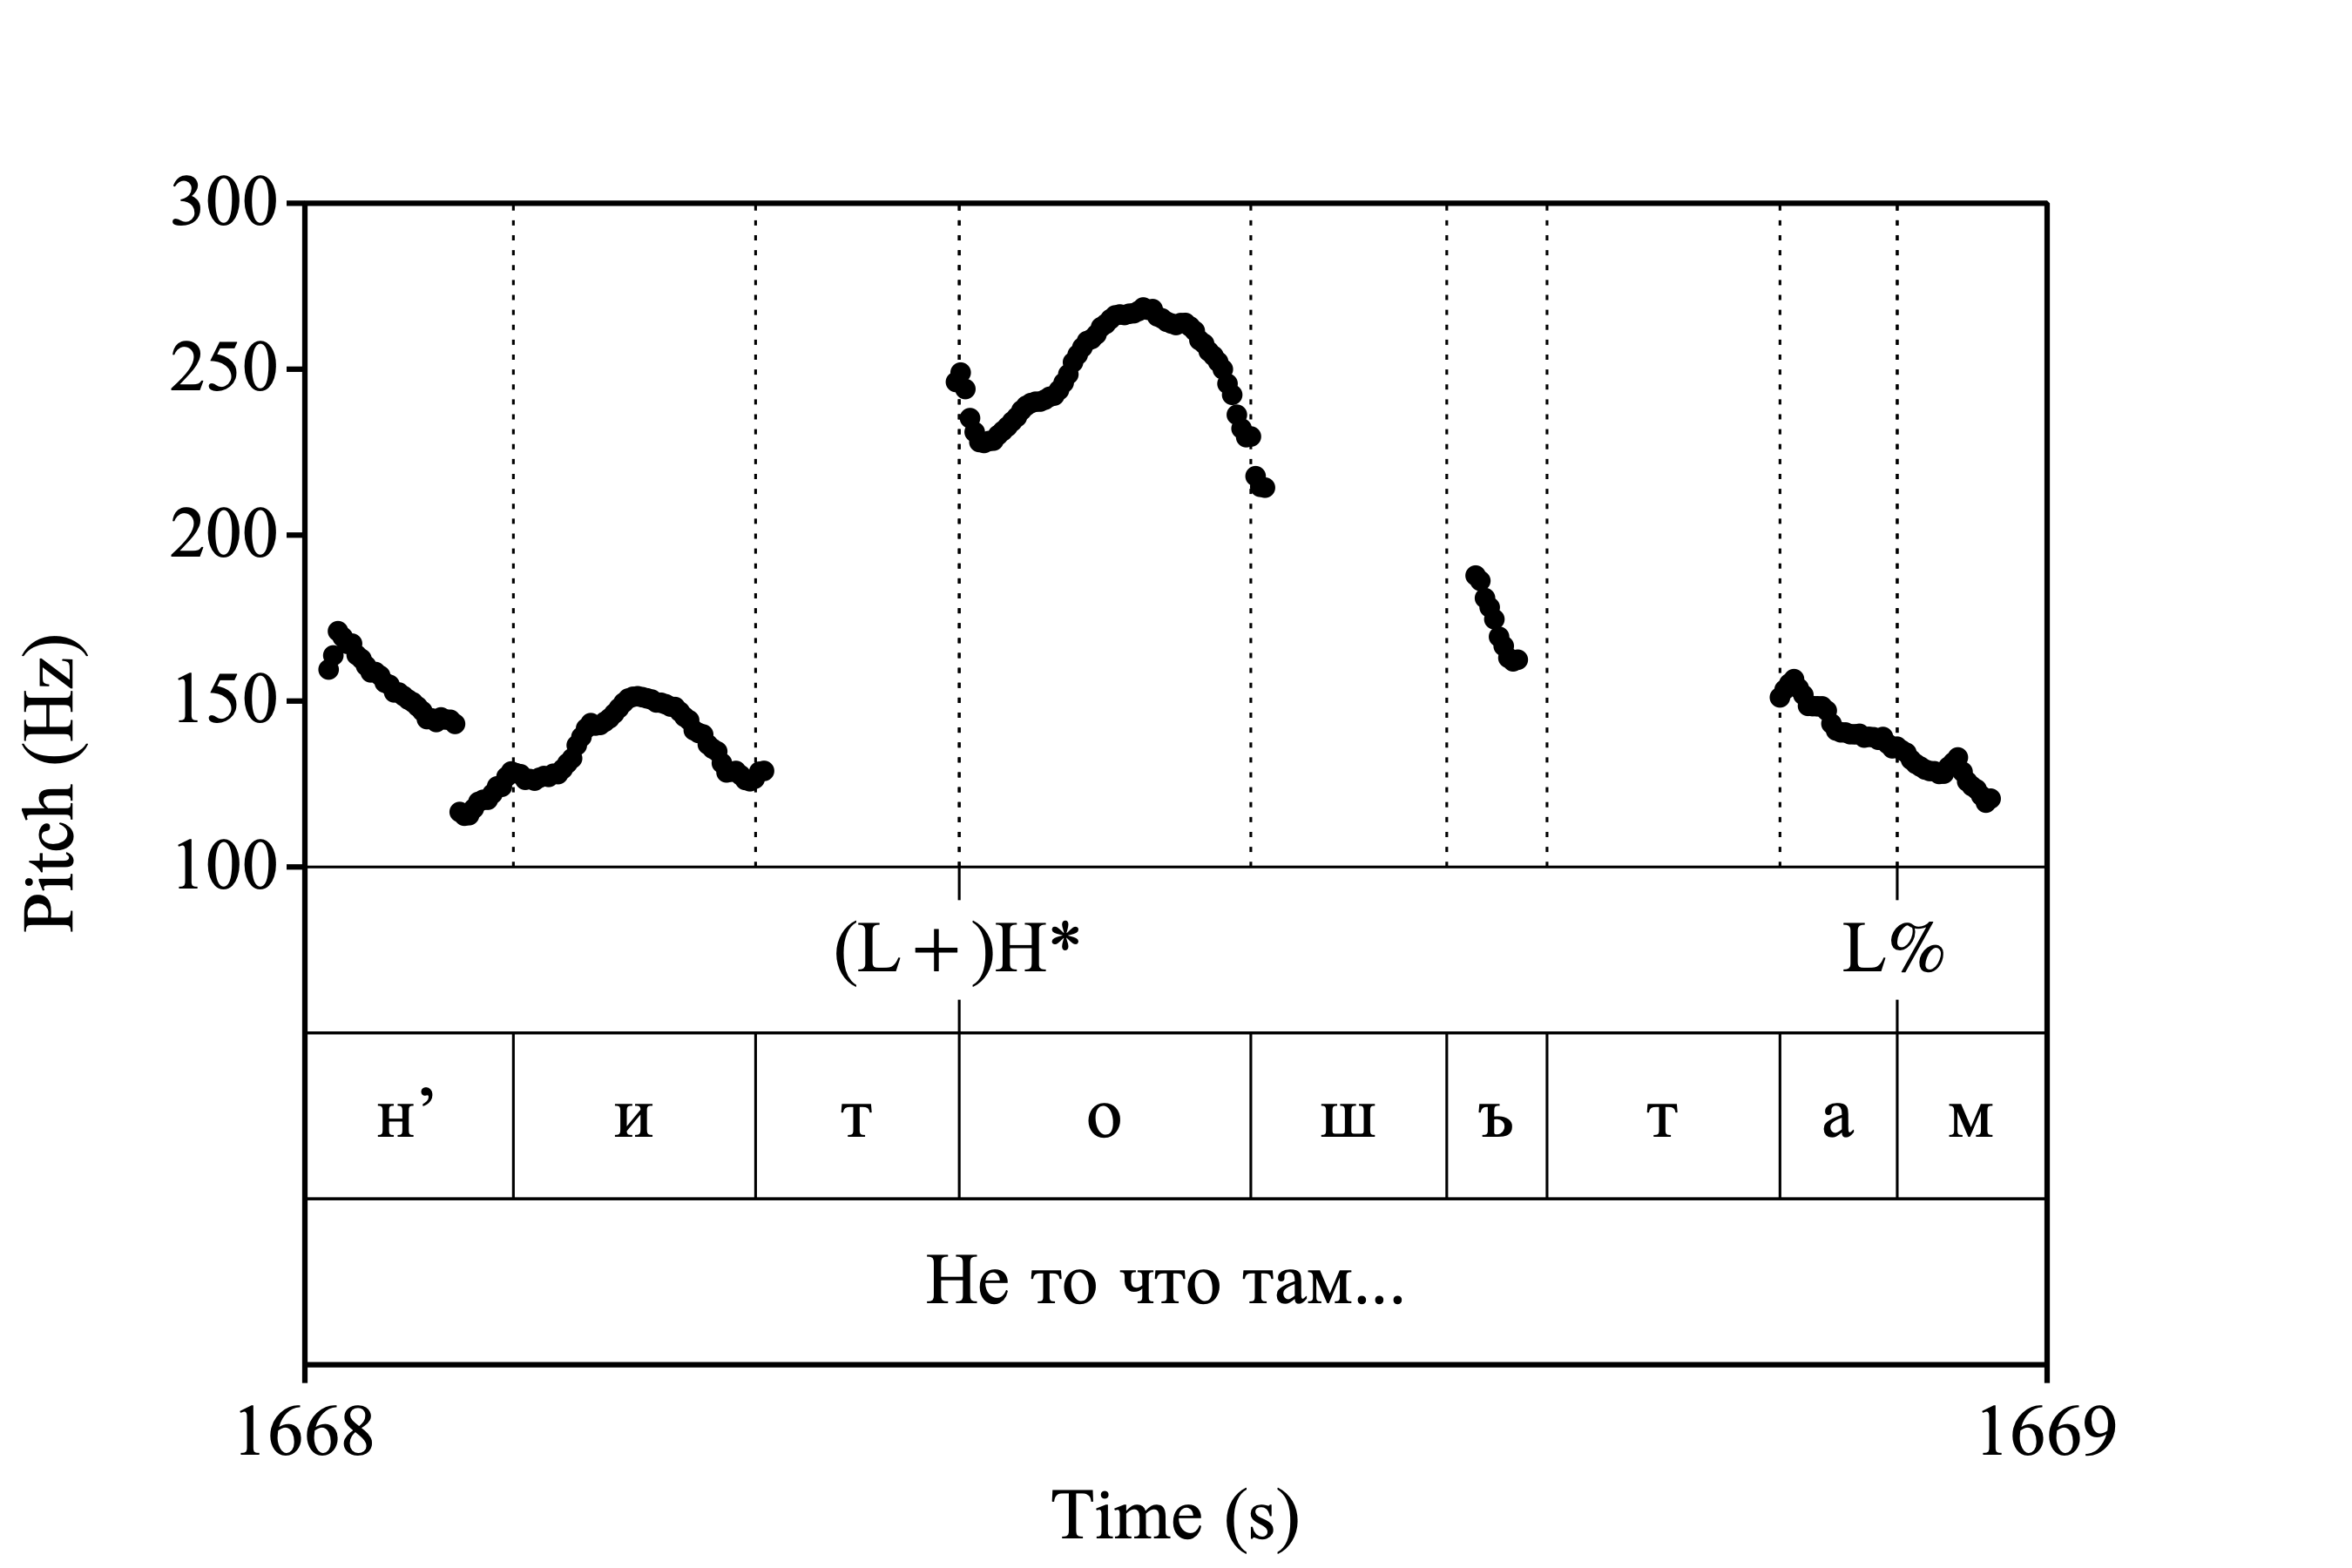 300
250
200
150
100
Pitch (Hz)
(L+)H* L%
н’ и т о ш ъ т а м
Не то что там...
1668 1669
Time (s)